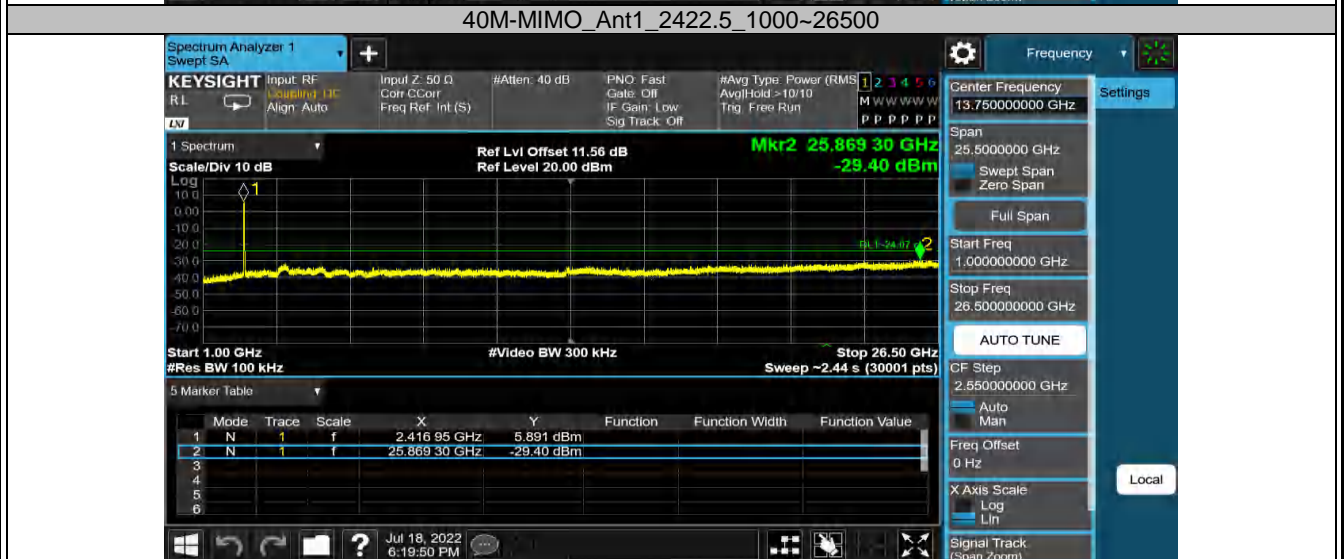 40M-MIMO_Ant1_2422.5_1000~26500
Spectrum Analyzer 1
Swept SA
Frequency
KEYSIGHT
RL
LXI
Input: RF
Coupling: DC
Align: Auto
Input Z: 50 Ω
Corr CCorr
Freq Ref: Int (S)
#Atten: 40 dB
PNO: Fast
Gate: Off
IF Gain: Low
Sig Track: Off
#Avg Type: Power (RMS
Avg|Hold >10/10
Trig: Free Run
1 2 3 4 5 6
M W W W W W
P P P P P P
Center Frequency
13.750000000 GHz
Settings
Span
25.5000000 GHz
Swept Span
Zero Span
Full Span
Start Freq
1.000000000 GHz
Stop Freq
26.500000000 GHz
AUTO TUNE
CF Step
2.550000000 GHz
Auto
Man
Freq Offset
0 Hz
X Axis Scale
Log
Lin
Signal Track
(Span Zoom)
Local
1 Spectrum
Scale/Div 10 dB
Ref Lvl Offset 11.56 dB
Ref Level 20.00 dBm
Mkr2 25.869 30 GHz
-29.40 dBm
Log
10.0
0.00
-10.0
-20.0
-30.0
-40.0
-50.0
-60.0
-70.0
1
DL1 -24.07
2
Start 1.00 GHz
#Video BW 300 kHz
Stop 26.50 GHz
#Res BW 100 kHz
Sweep ~2.44 s (30001 pts)
5 Marker Table
Mode Trace Scale X Y Function Function Width Function Value
1 N 1 f 2.416 95 GHz 5.891 dBm
2 N 1 f 25.869 30 GHz -29.40 dBm
3
4
5
6
?
Jul 18, 2022
6:19:50 PM